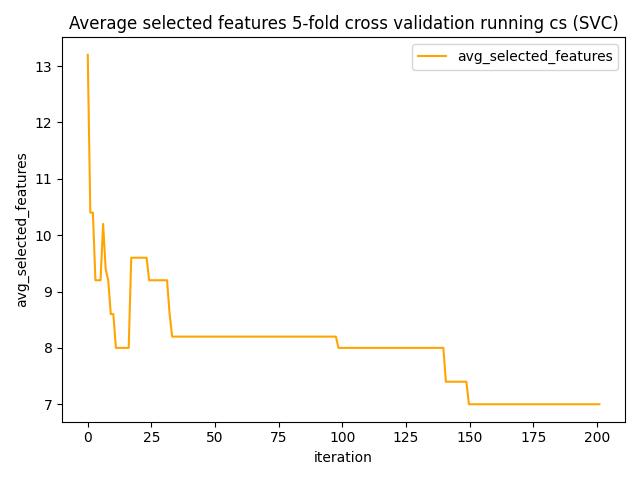 Average selected features 5-fold cross validation running cs (SVC)
avg_selected_features
avg_selected_features
13
12
11
10
9
8
7
0 25 50 75 100 125 150 175 200
iteration